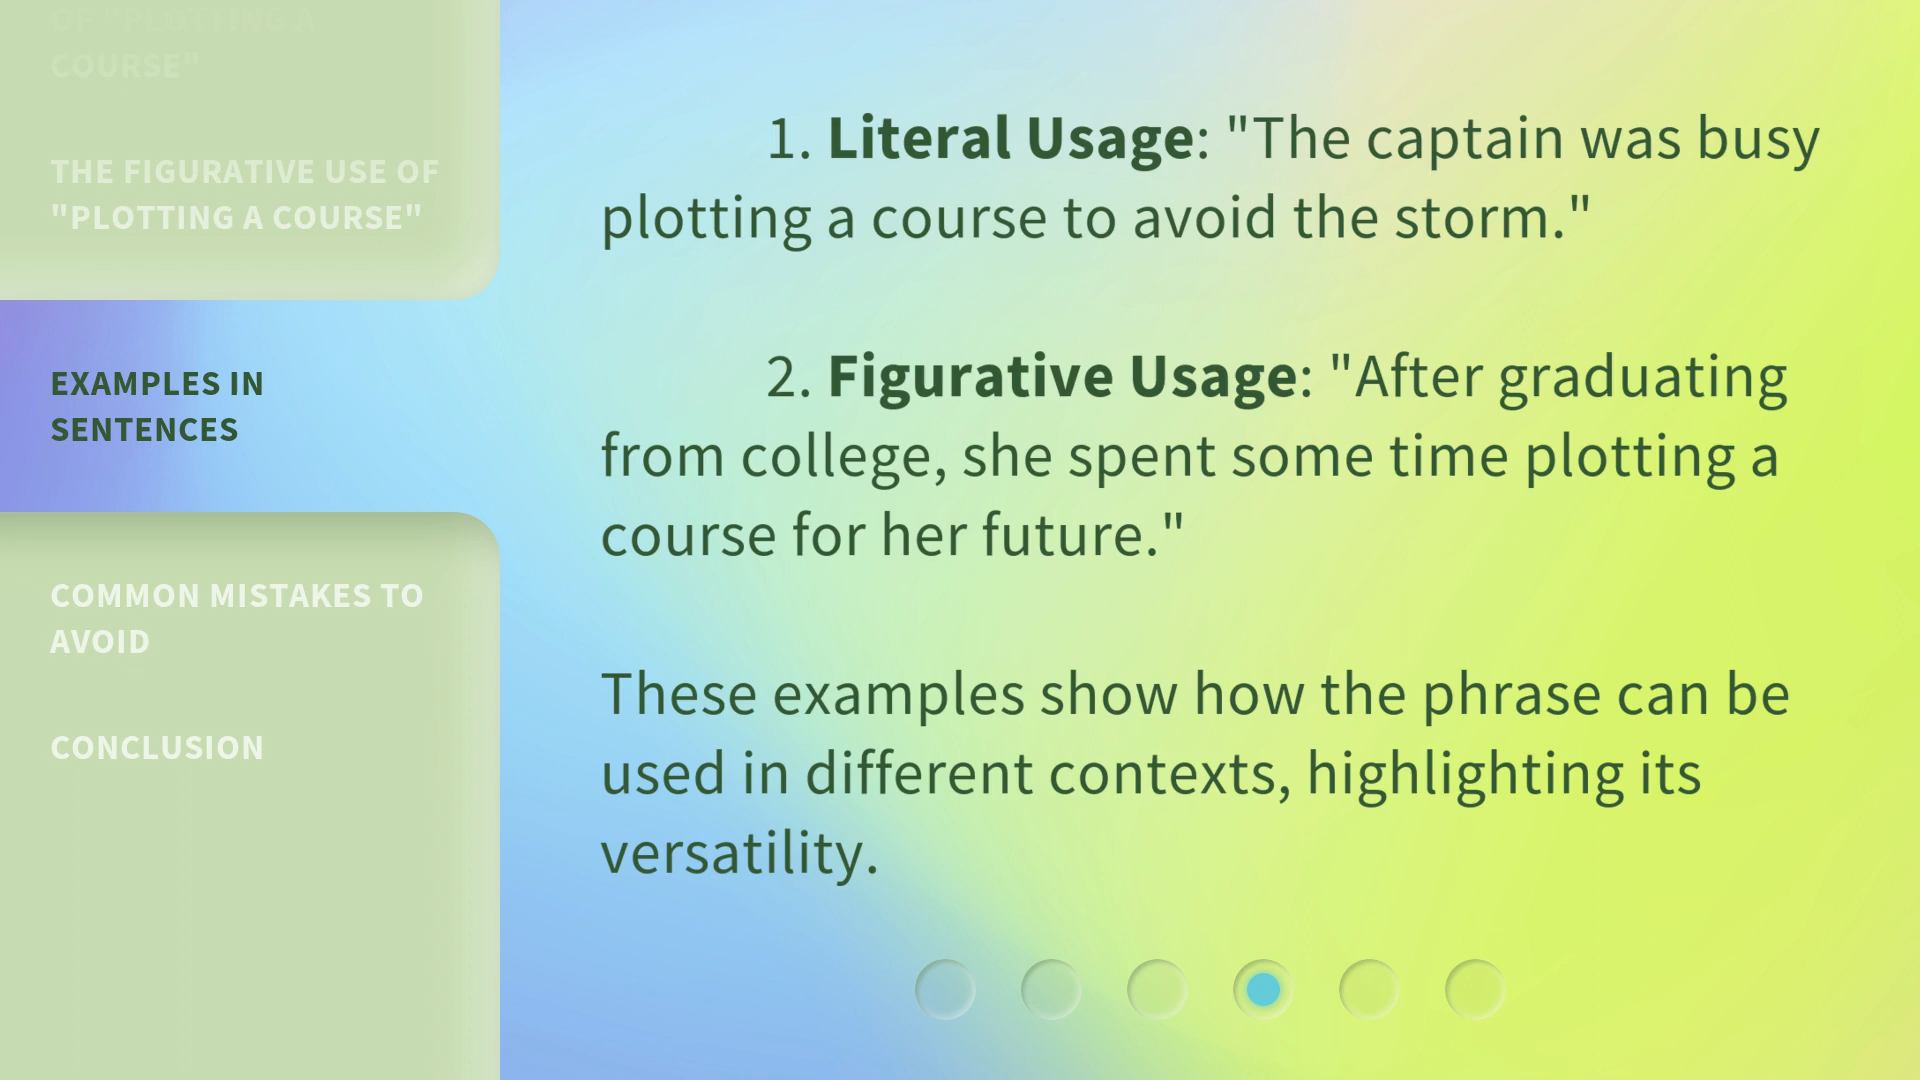 OF "PLOTTING A
COURSE"
THE FIGURATIVE USE OF
"PLOTTING A COURSE"
EXAMPLES IN
SENTENCES
COMMON MISTAKES TO
AVOID
CONCLUSION
1. Literal Usage: "The captain was busy
plotting a course to avoid the storm."
2. Figurative Usage: "After graduating
from college, she spent some time plotting a
course for her future."
These examples show how the phrase can be
used in different contexts, highlighting its
versatility.